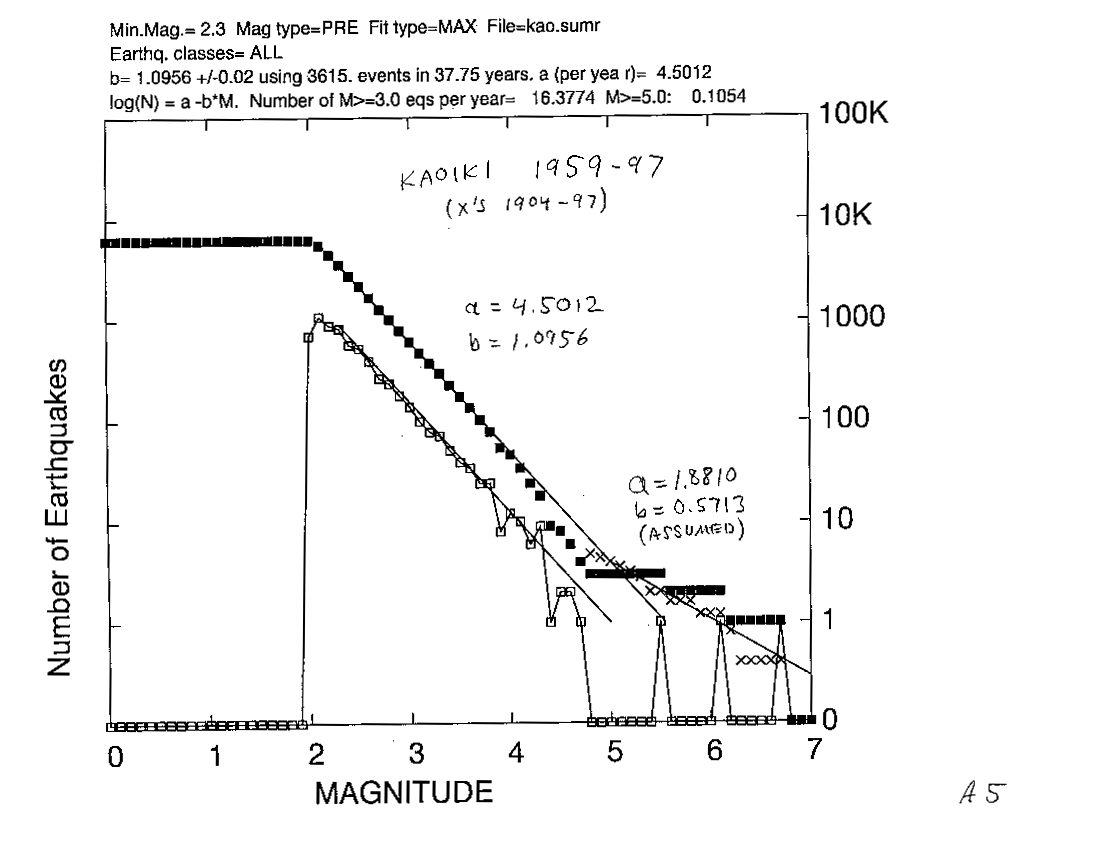 Min.Mag.= 2.3 Mag type=PRE Fit type=MAX File=kao.sumr
Earthq. classes= ALL
b= 1.0956 +/-0.02 using 3615. events in 37.75 years. a (per yea r)= 4.5012
log(N) = a -b*M. Number of M>=3.0 eqs per year= 16.3774 M>=5.0: 0.1054
100K
KAOIKI 1959-97
(X'S 1904-97)
10K
a = 4.5012
1000
b = 1.0956
100
a = 1.8810
b = 0.5713
10
(ASSUMED)
1
0
Number of Earthquakes
0 1 2 3 4 5 6 7
MAGNITUDE
A5